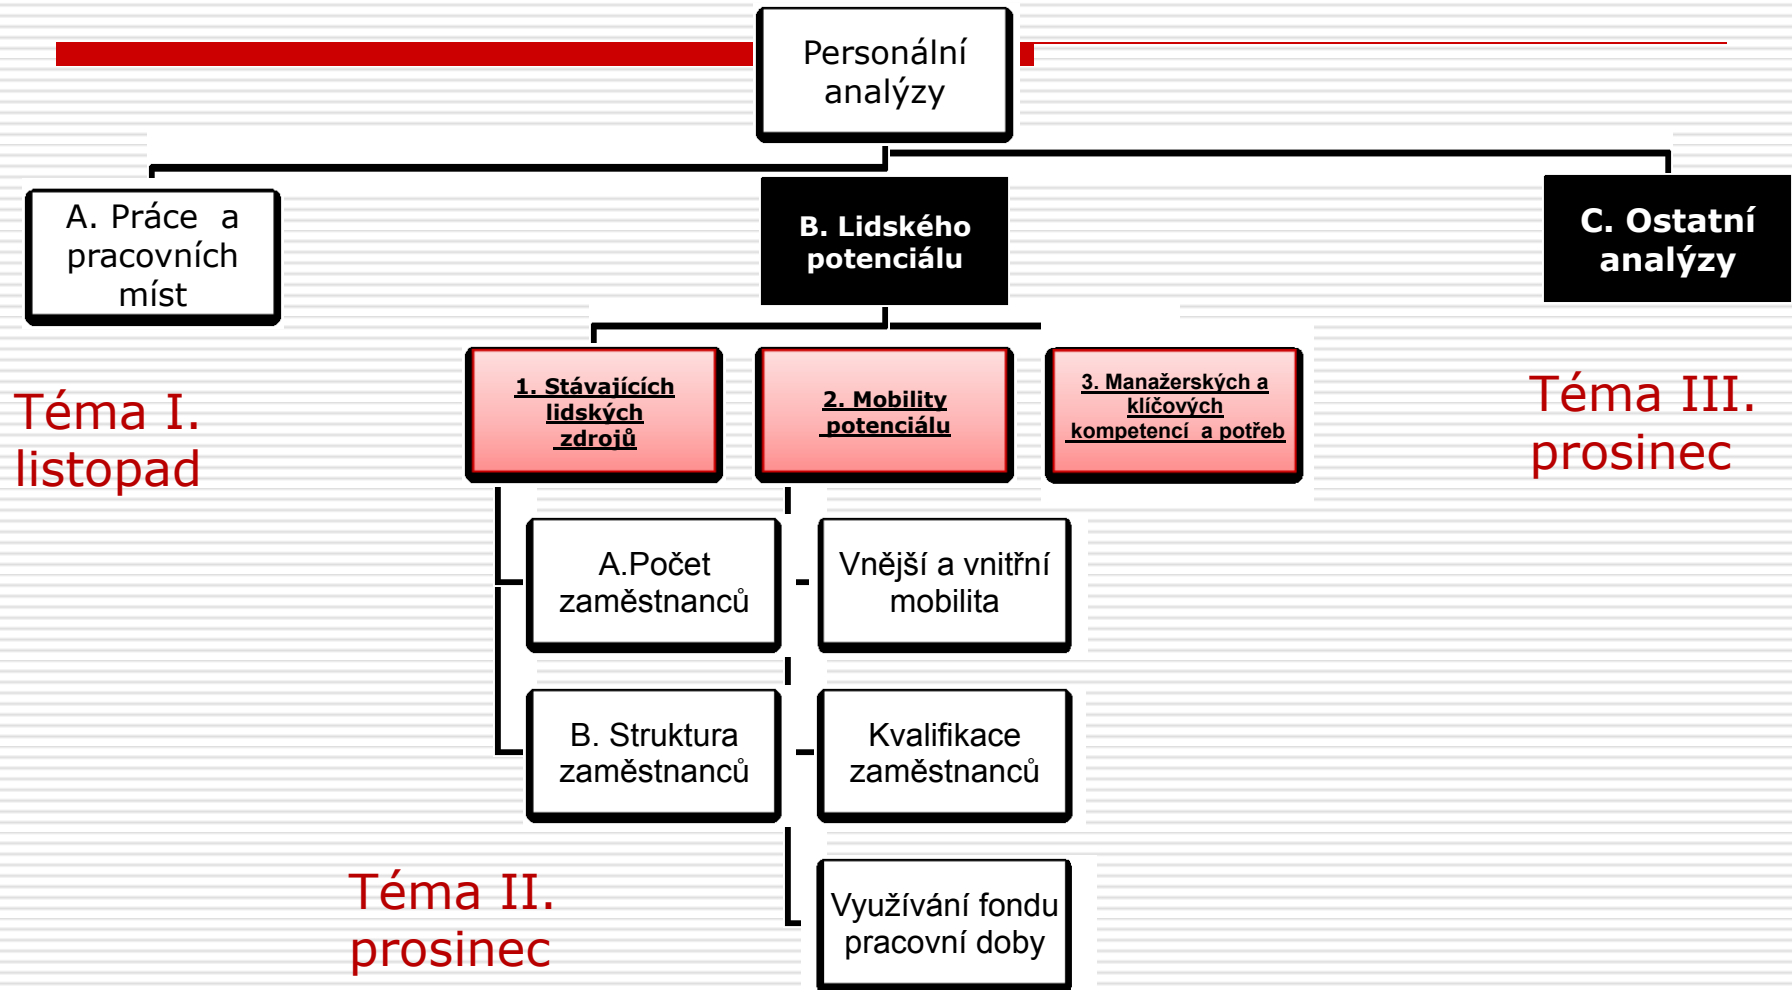 Personální
analýzy
A. Práce a
pracovních
míst
B. Lidského
potenciálu
C. Ostatní
analýzy
Téma I.
listopad
1. Stávajících
lidských
zdrojů
2. Mobility
potenciálu
3. Manažerských a
klíčových
kompetencí a potřeb
Téma III.
prosinec
A.Počet
zaměstnanců
Vnější a vnitřní
mobilita
B. Struktura
zaměstnanců
Kvalifikace
zaměstnanců
Téma II.
prosinec
Využívání fondu
pracovní doby